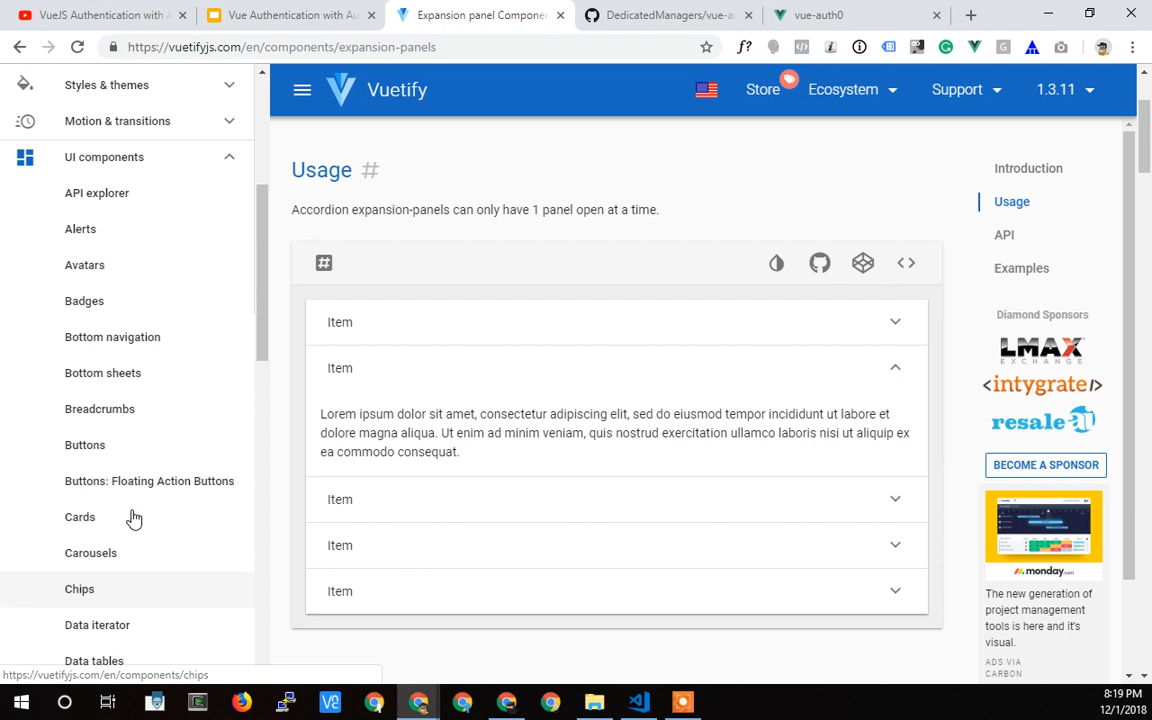 VueJS Authentication with A
Vue Authentication with Au
Expansion panel Compone
DedicatedManagers/vue-a
vue-auth0
https://vuetifyjs.com/en/components/expansion-panels
f?
Styles & themes
Motion & transitions
UI components
API explorer
Alerts
Avatars
Badges
Bottom navigation
Bottom sheets
Breadcrumbs
Buttons
Buttons: Floating Action Buttons
Cards
Carousels
Chips
Data iterator
Data tables
https://vuetifyjs.com/en/components/chips
Vuetify
Store
Ecosystem
Support
1.3.11
Usage #
Accordion expansion-panels can only have 1 panel open at a time.
Item
Item
Lorem ipsum dolor sit amet, consectetur adipiscing elit, sed do eiusmod tempor incididunt ut labore et
dolore magna aliqua. Ut enim ad minim veniam, quis nostrud exercitation ullamco laboris nisi ut aliquip ex
ea commodo consequat.
Item
Item
Item
Introduction
Usage
API
Examples
Diamond Sponsors
LMAX
EXCHANGE
<intygrate/>
resale
BECOME A SPONSOR
monday.com
The new generation of
project management
tools is here and it's
visual.
ADS VIA
CARBON
8:19 PM
12/1/2018